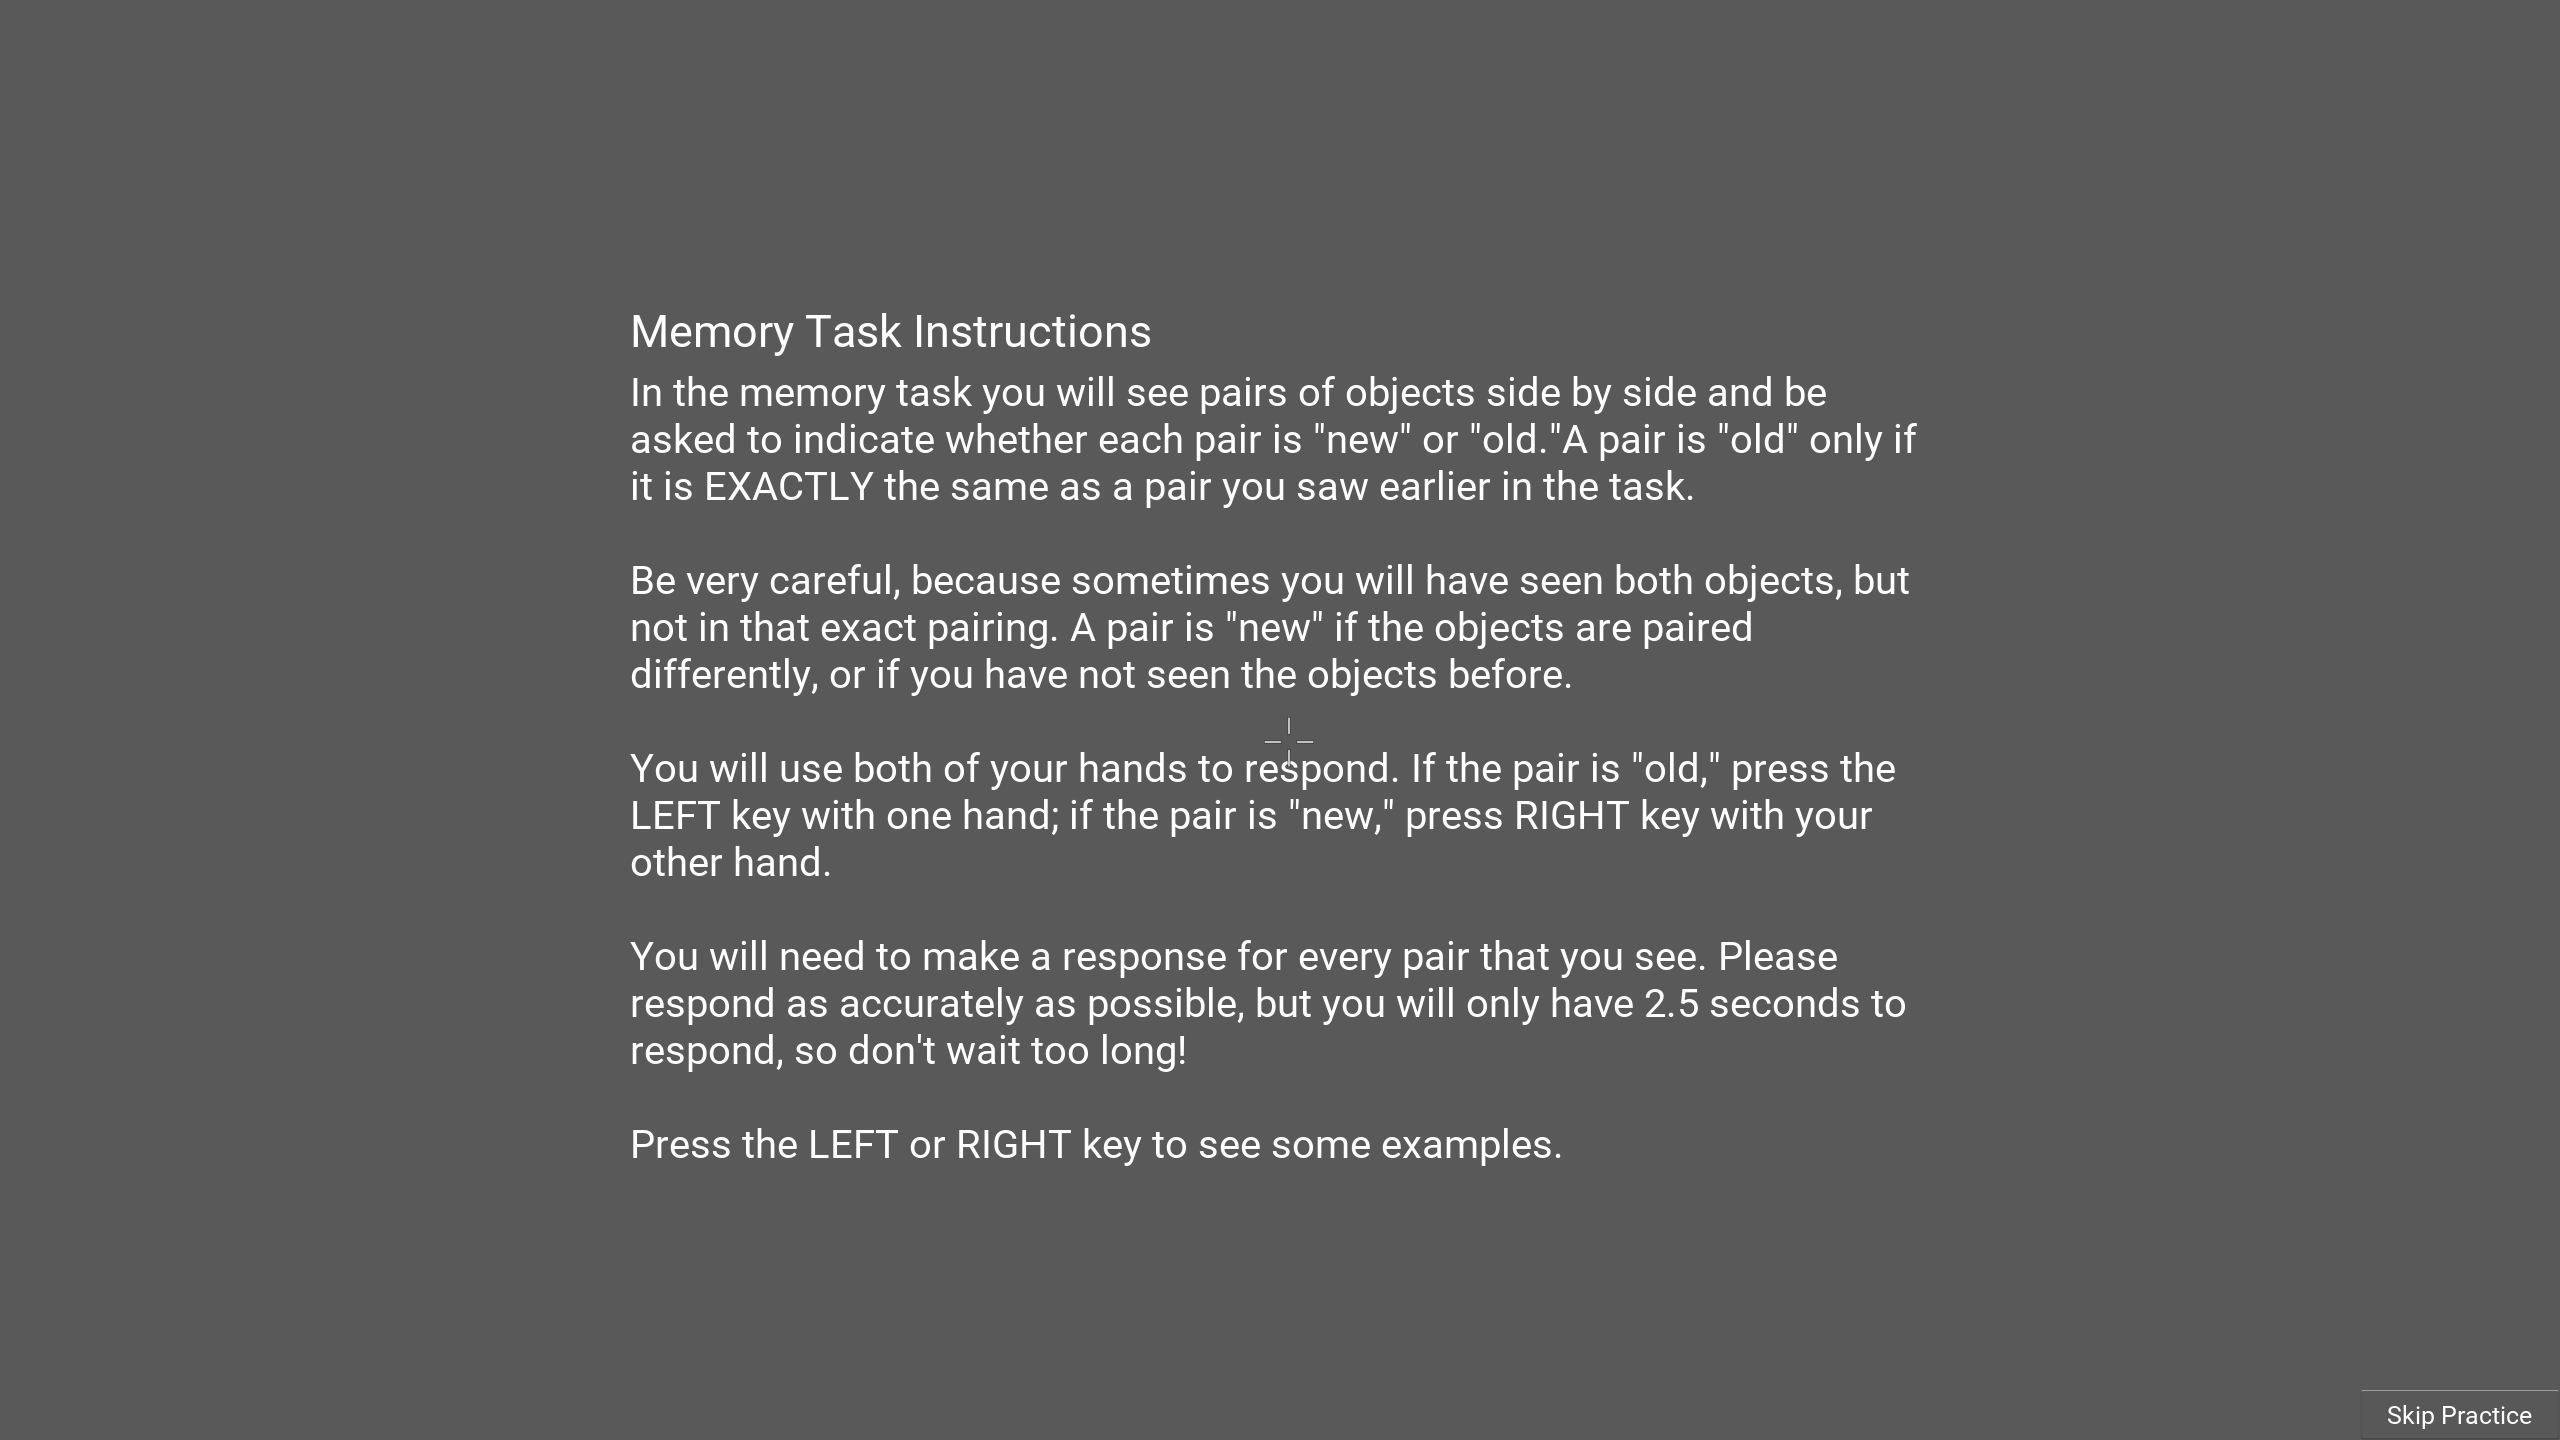 Memory Task Instructions
In the memory task you will see pairs of objects side by side and be
asked to indicate whether each pair is "new" or "old."A pair is "old" only if
it is EXACTLY the same as a pair you saw earlier in the task.
Be very careful, because sometimes you will have seen both objects, but
not in that exact pairing. A pair is "new" if the objects are paired
differently, or if you have not seen the objects before.
You will use both of your hands to respond. If the pair is "old," press the
LEFT key with one hand; if the pair is "new," press RIGHT key with your
other hand.
You will need to make a response for every pair that you see. Please
respond as accurately as possible, but you will only have 2.5 seconds to
respond, so don't wait too long!
Press the LEFT or RIGHT key to see some examples.
Skip Practice